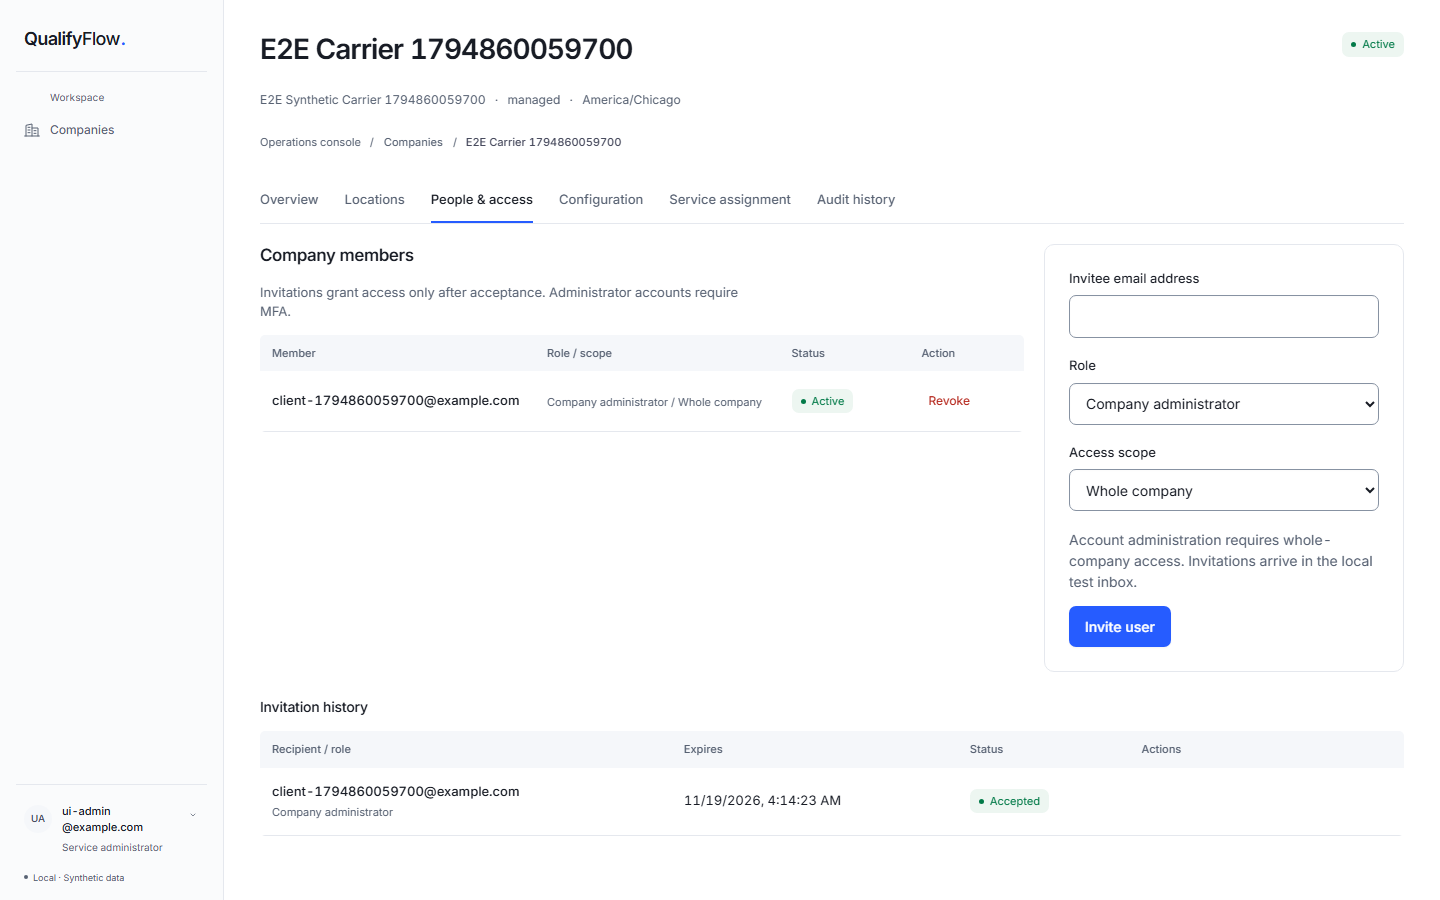 QualifyFlow.
Workspace
Companies
UA
ui-admin
@example.com
Service administrator
Local · Synthetic data
E2E Carrier 1794860059700
Active
E2E Synthetic Carrier 1794860059700 · managed · America/Chicago
Operations console / Companies / E2E Carrier 1794860059700
Overview Locations People & access Configuration Service assignment Audit history
Company members
Invitations grant access only after acceptance. Administrator accounts require
MFA.
Member Role / scope Status Action
client-1794860059700@example.com Company administrator / Whole company Active Revoke
Invitee email address
Role
Company administrator
Access scope
Whole company
Account administration requires whole-
company access. Invitations arrive in the local
test inbox.
Invite user
Invitation history
Recipient / role Expires Status Actions
client-1794860059700@example.com 11/19/2026, 4:14:23 AM Accepted
Company administrator